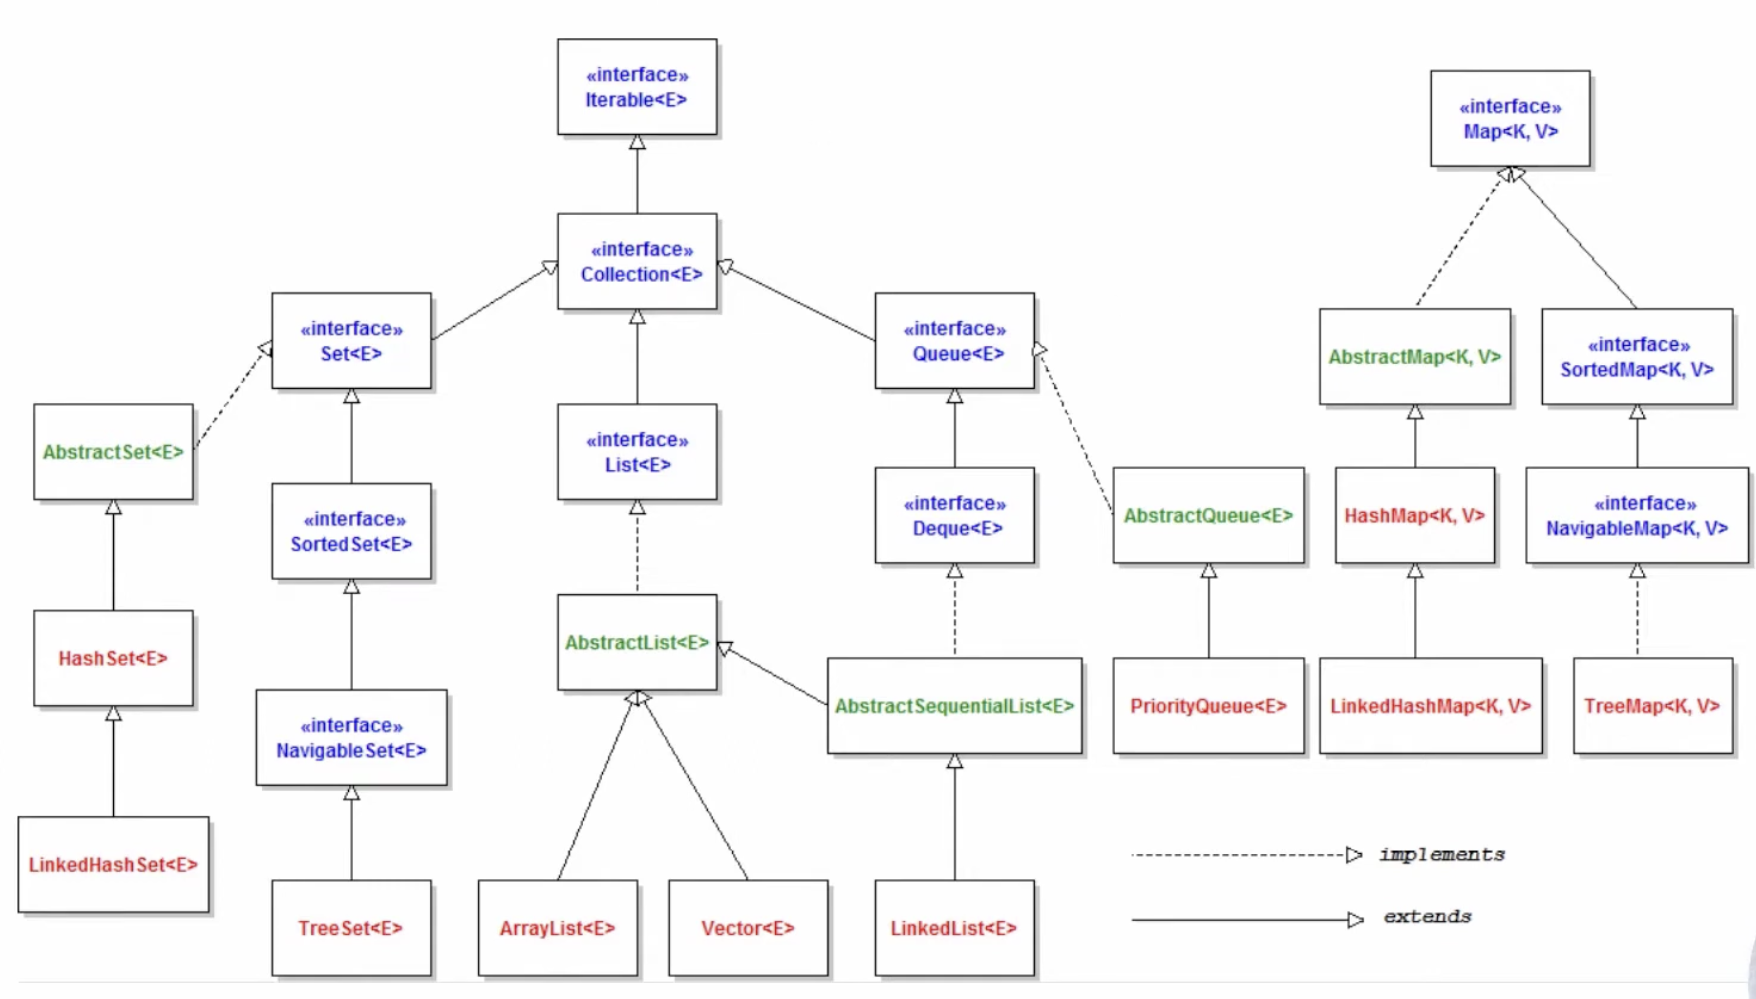 «interface»
Iterable<E>
«interface»
Map<K, V>
«interface»
Collection<E>
«interface»
Set<E>
«interface»
Queue<E>
AbstractMap<K, V>
«interface»
SortedMap<K, V>
AbstractSet<E>
«interface»
List<E>
«interface»
SortedSet<E>
«interface»
Deque<E>
AbstractQueue<E>
HashMap<K, V>
«interface»
NavigableMap<K, V>
HashSet<E>
AbstractList<E>
«interface»
NavigableSet<E>
AbstractSequentialList<E>
PriorityQueue<E>
LinkedHashMap<K, V>
TreeMap<K, V>
LinkedHashSet<E>
implements
extends
TreeSet<E>
ArrayList<E>
Vector<E>
LinkedList<E>